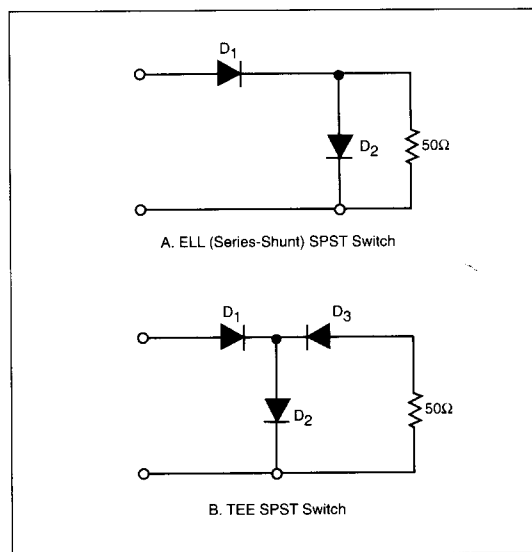 D1
D2
50Ω
A. ELL (Series-Shunt) SPST Switch
D1
D3
D2
50Ω
B. TEE SPST Switch